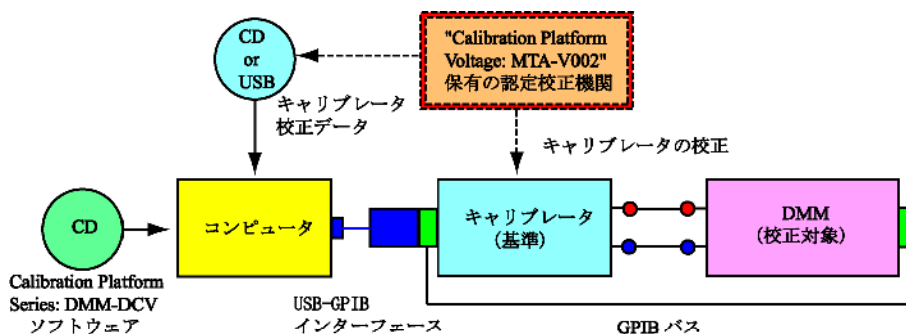 CD
or
USB
"Calibration Platform
Voltage: MTA-V002"
保有の認定校正機関
キャリブレータ
校正データ
キャリブレータの校正
CD
コンピュータ
キャリブレータ
(基準)
DMM
(校正対象)
Calibration Platform
Series: DMM-DCV
ソフトウェア
USB-GPIB
インターフェース
GPIB バス